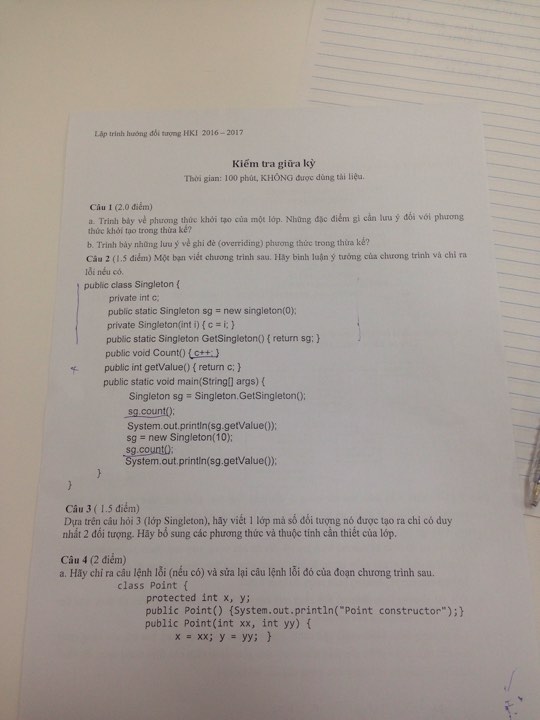 Lập trình hướng đối tượng HKI 2016 – 2017
Kiểm tra giữa kỳ
Thời gian: 100 phút, KHÔNG được dùng tài liệu.
Câu 1 (2.0 điểm)
a. Trình bày về phương thức khởi tạo của một lớp. Những đặc điểm gì cần lưu ý đối với phương
thức khởi tạo trong thừa kế?
b. Trình bày những lưu ý về ghi đè (overriding) phương thức trong thừa kế?
Câu 2 (1.5 điểm) Một bạn viết chương trình sau. Hãy bình luận ý tưởng của chương trình và chỉ ra
lỗi nếu có.
public class Singleton {
private int c;
public static Singleton sg = new singleton(0);
private Singleton(int i) { c = i; }
public static Singleton GetSingleton() { return sg; }
public void Count() { c++; }
public int getValue() { return c; }
public static void main(String[] args) {
Singleton sg = Singleton.GetSingleton();
sg.count();
System.out.println(sg.getValue());
sg = new Singleton(10);
sg.count();
System.out.println(sg.getValue());
}
}
Câu 3 ( 1.5 điểm)
Dựa trên câu hỏi 3 (lớp Singleton), hãy viết 1 lớp mà số đối tượng nó được tạo ra chỉ có duy
nhất 2 đối tượng. Hãy bổ sung các phương thức và thuộc tính cần thiết của lớp.
Câu 4 (2 điểm)
a. Hãy chỉ ra câu lệnh lỗi (nếu có) và sửa lại câu lệnh lỗi đó của đoạn chương trình sau.
class Point {
protected int x, y;
public Point() {System.out.println("Point constructor");}
public Point(int xx, int yy) {
x = xx; y = yy; }